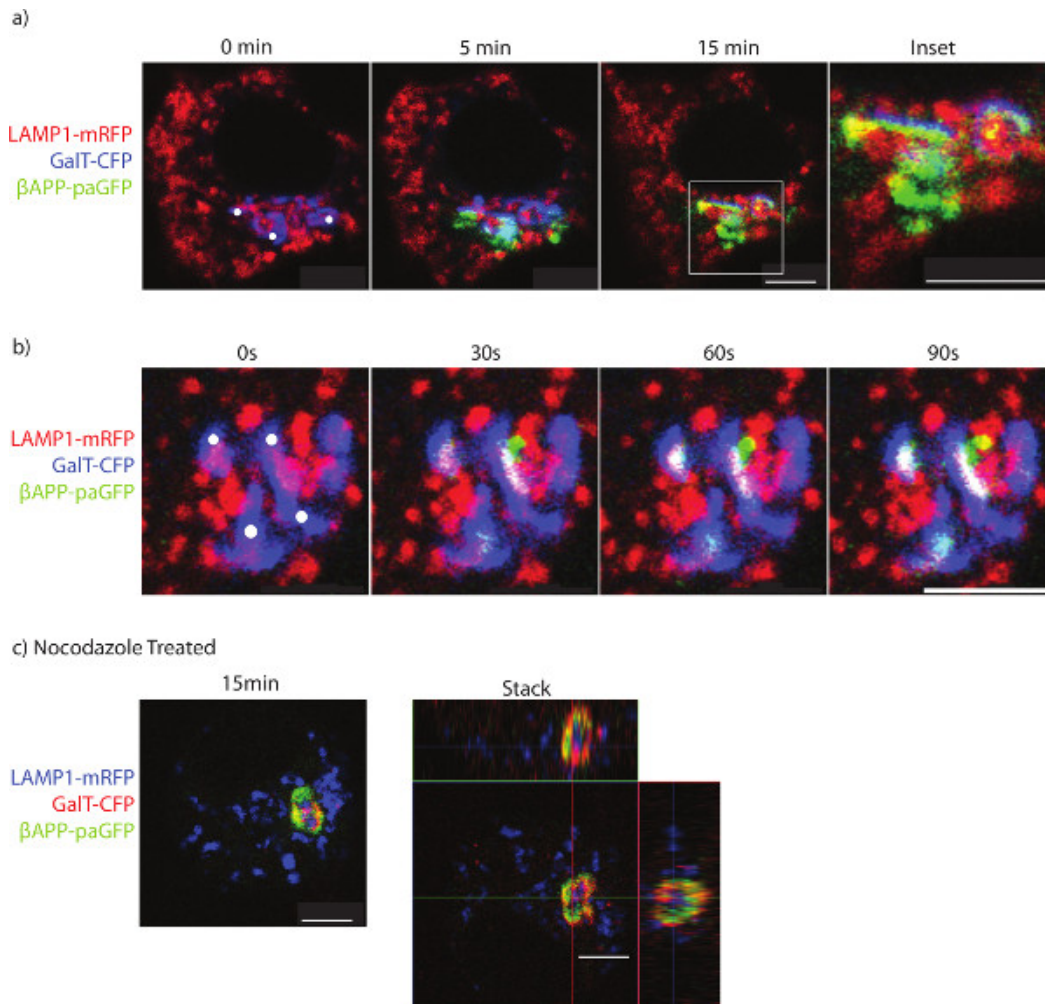 a)
0 min 5 min 15 min Inset
LAMP1-mRFP
GalT-CFP
βAPP-paGFP
b)
0s 30s 60s 90s
LAMP1-mRFP
GalT-CFP
βAPP-paGFP
c) Nocodazole Treated
15min Stack
LAMP1-mRFP
GalT-CFP
βAPP-paGFP